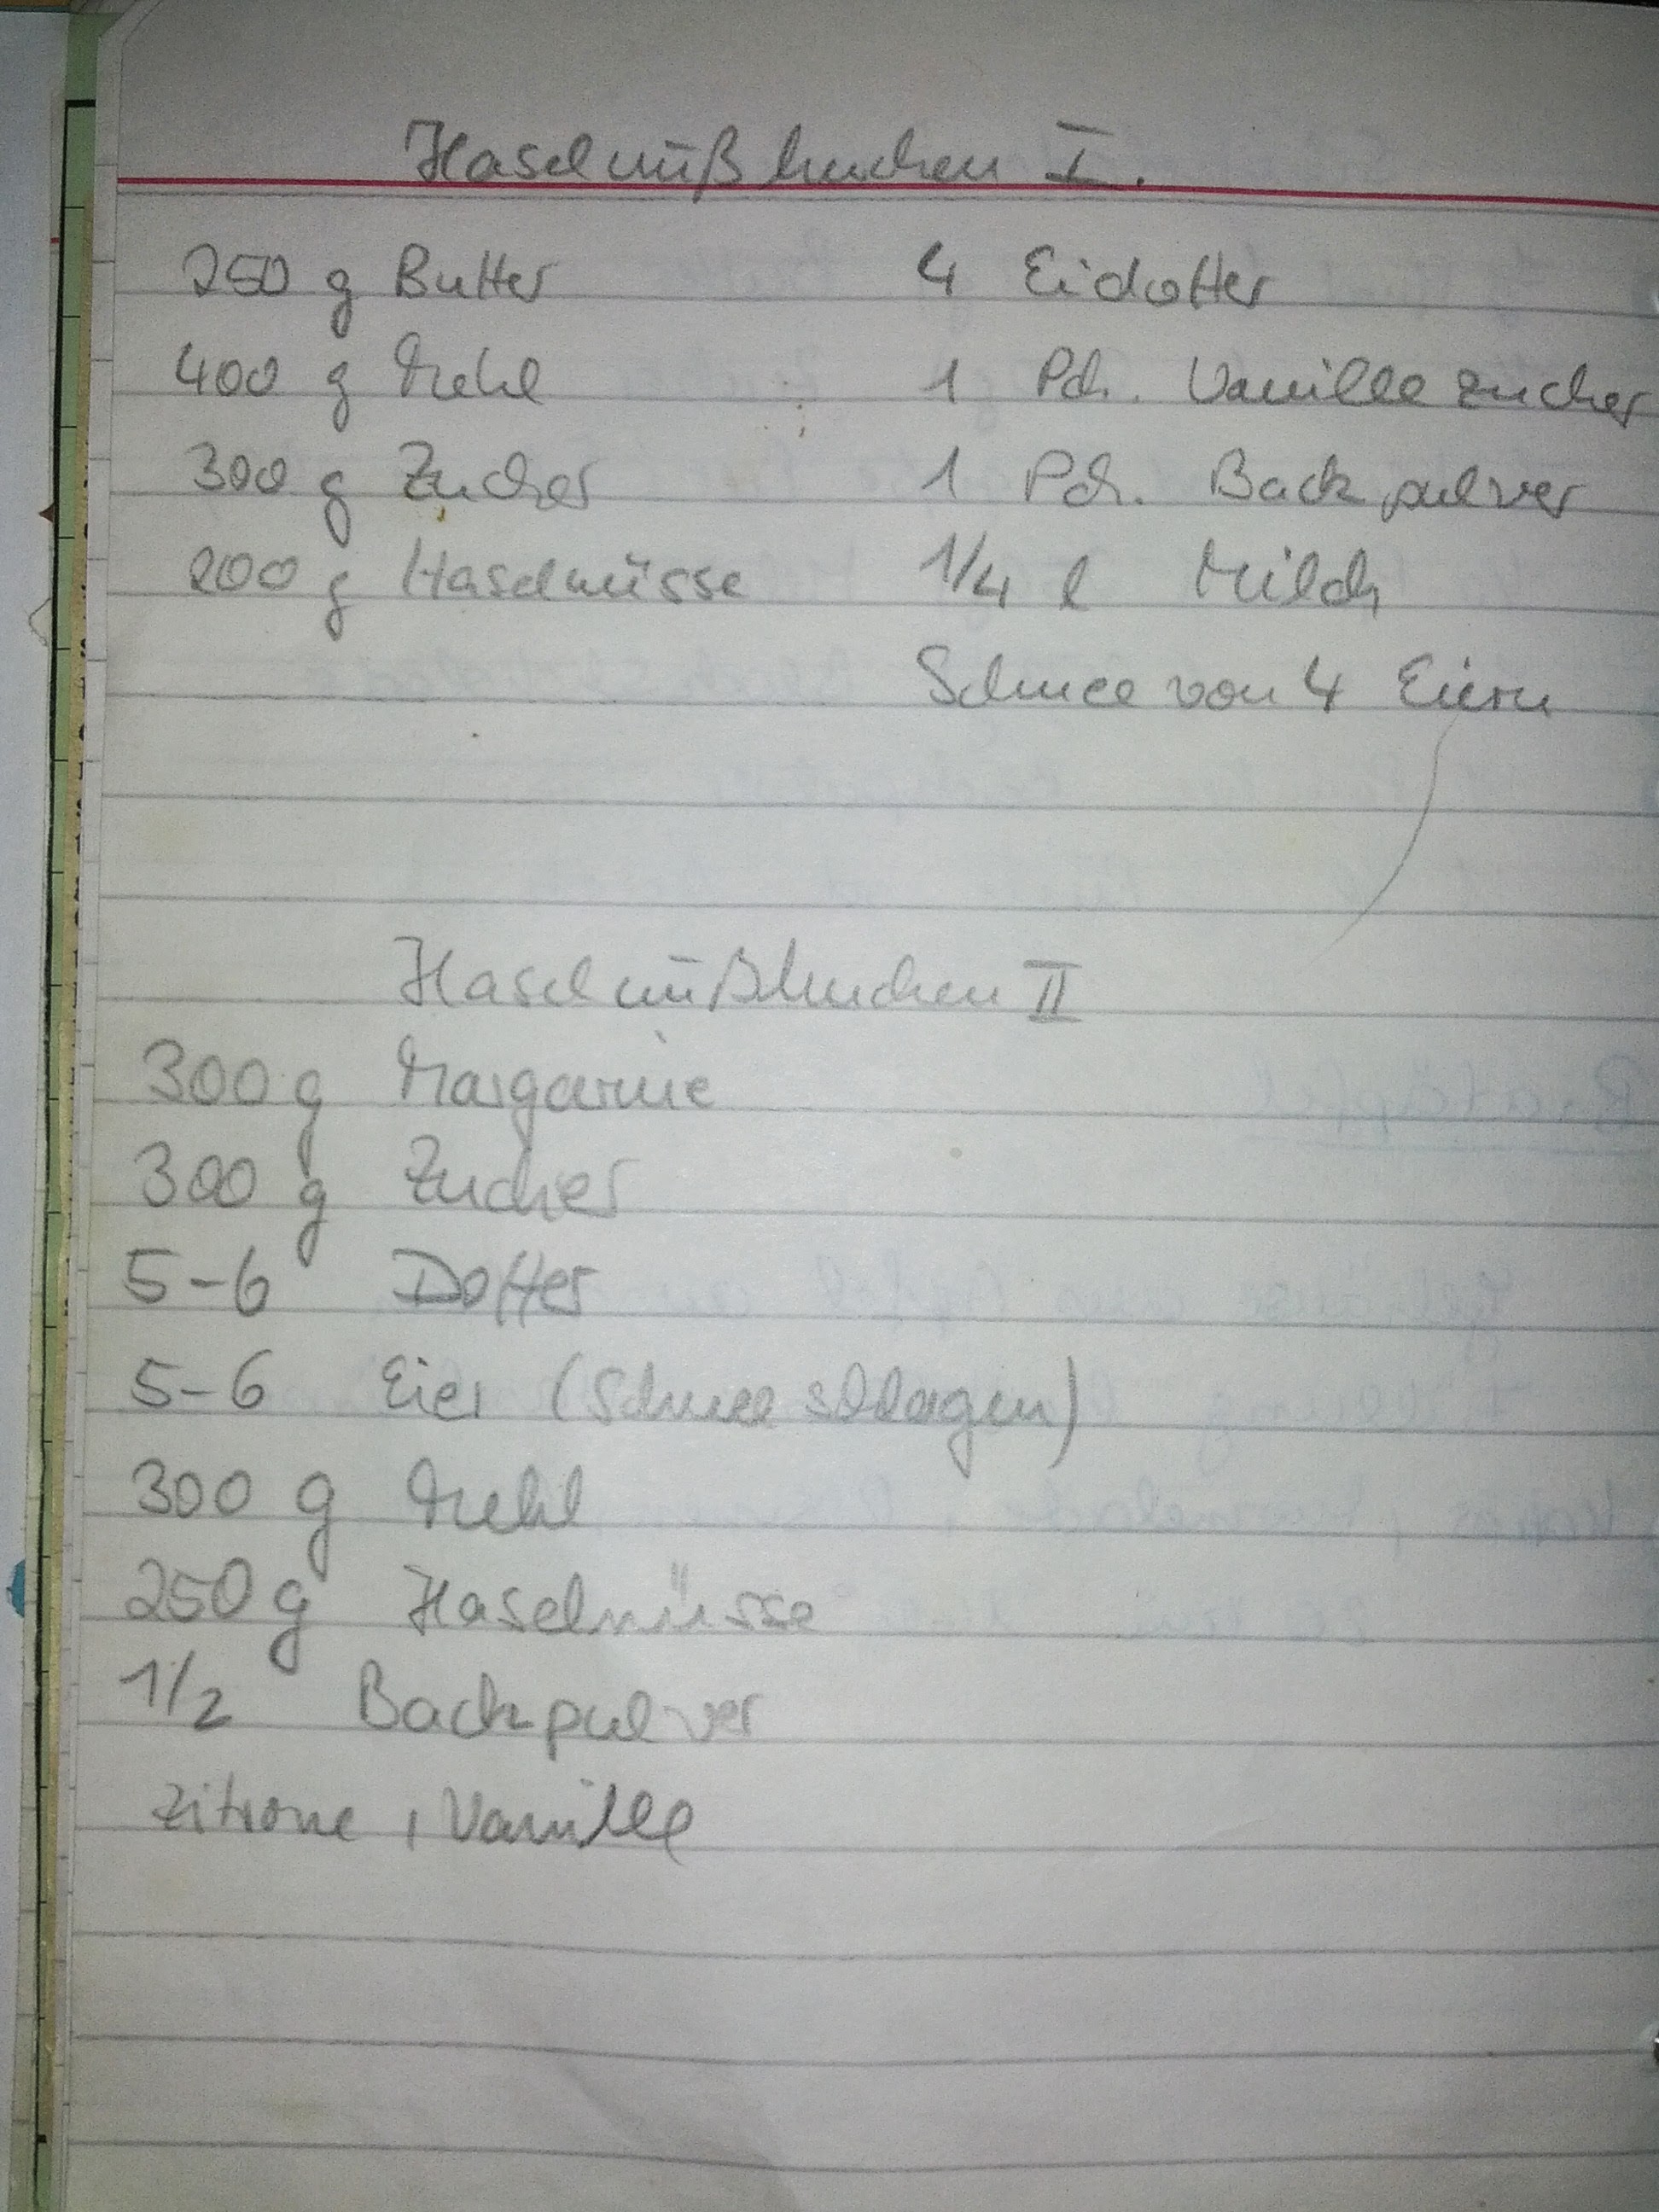 Haselnußkuchen I.
250 g Butter
400 g Mehl
300 g Zucker
200 g Haselnüsse
4 Eidotter
1 Pck. Vanillezucker
1 Pck. Backpulver
1/4 l Milch
Schnee von 4 Eiern
Haselnußkuchen II
300 g Margarine
300 g Zucker
5-6 Dotter
5-6 Eier (Schnee schlagen)
300 g Mehl
250 g Haselnüsse
1/2 Backpulver
Zitrone, Vanille